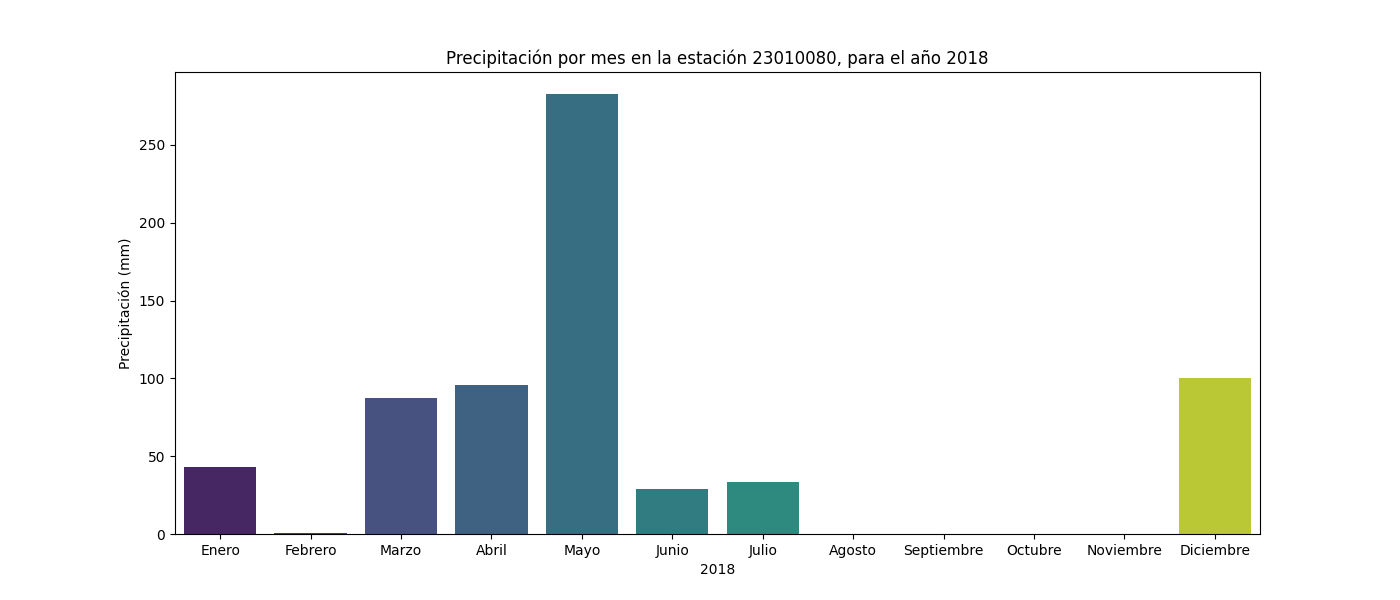 Precipitación por mes en la estación 23010080, para el año 2018
Precipitación (mm)
250
200
150
100
50
0
Enero Febrero Marzo Abril Mayo Junio Julio Agosto Septiembre Octubre Noviembre Diciembre
2018